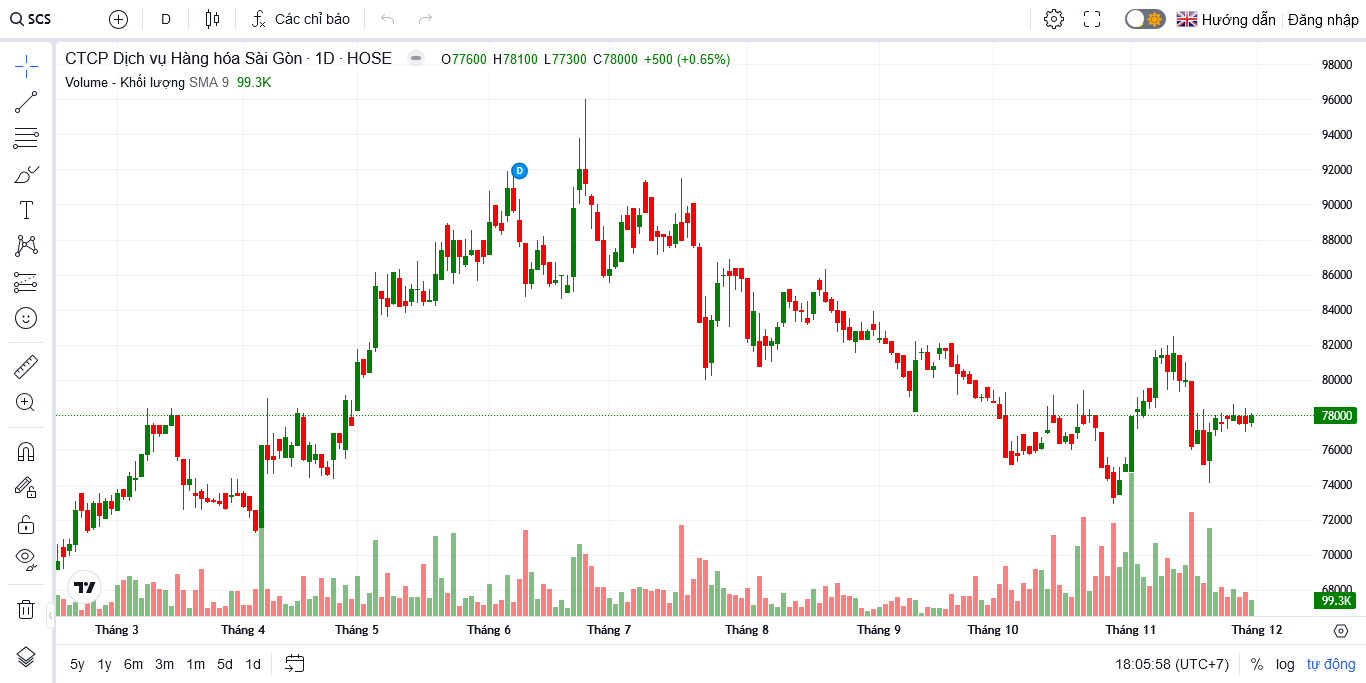 SCS D Các chỉ báo Hướng dẫn Đăng nhập
CTCP Dịch vụ Hàng hóa Sài Gòn · 1D · HOSE O77600 H78100 L77300 C78000 +500 (+0.65%)
Volume - Khối lượng SMA 9 99.3K
D
98000
96000
94000
92000
90000
88000
86000
84000
82000
80000
78000
76000
74000
72000
70000
68000
99.3K
Tháng 3 Tháng 4 Tháng 5 Tháng 6 Tháng 7 Tháng 8 Tháng 9 Tháng 10 Tháng 11 Tháng 12
5y 1y 6m 3m 1m 5d 1d 18:05:58 (UTC+7) % log tự động